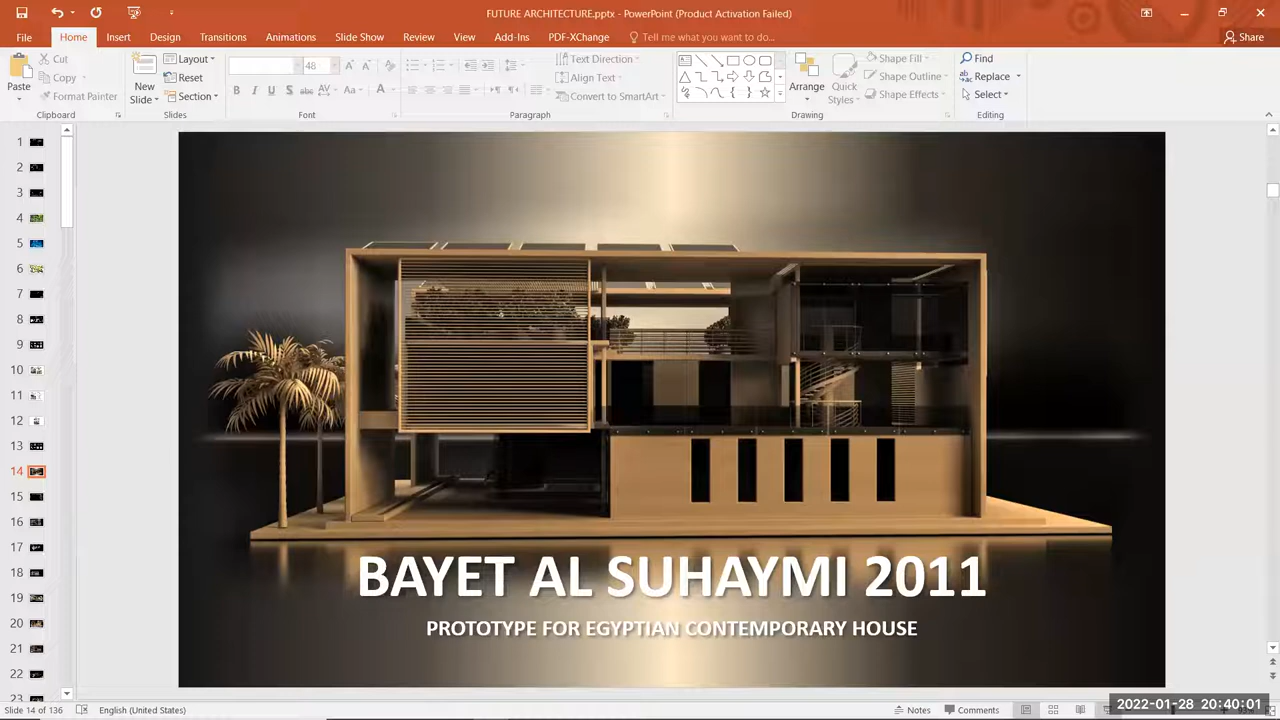 FUTURE ARCHITECTURE.pptx - PowerPoint (Product Activation Failed)
File Home Insert Design Transitions Animations Slide Show Review View Add-Ins PDF-XChange Tell me what you want to do... Share
Paste
Cut
Copy
Format Painter
Clipboard
New Slide
Layout
Reset
Section
Slides
48
B I U S abc AV Aa A
Font
Text Direction
Align Text
Convert to SmartArt
Paragraph
Arrange
Quick Styles
Shape Fill
Shape Outline
Shape Effects
Drawing
Find
Replace
Select
Editing
1
2
3
4
5
6
7
8
10
11
12
13
14
15
16
17
18
19
20
21
22
23
BAYET AL SUHAYMI 2011
PROTOTYPE FOR EGYPTIAN CONTEMPORARY HOUSE
Slide 14 of 136 English (United States) Notes Comments
2022-01-28 20:40:01